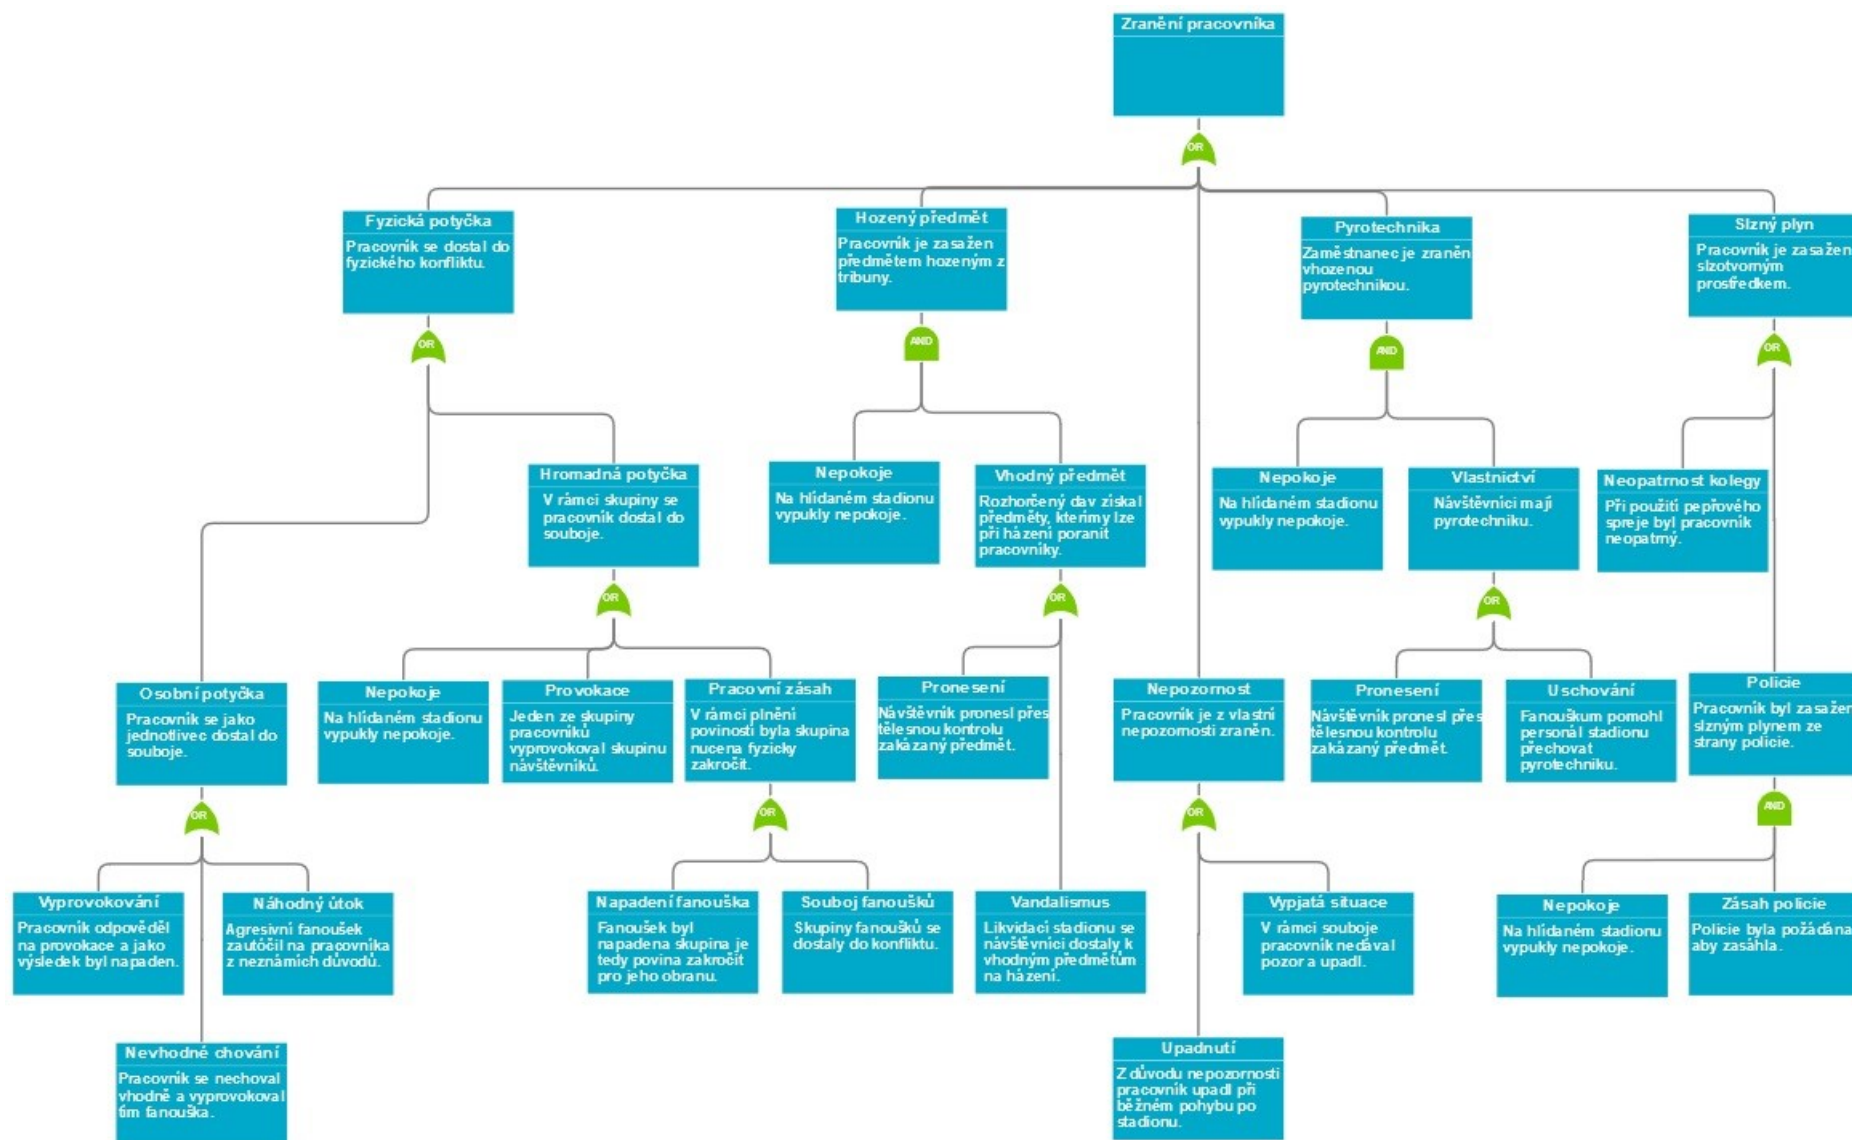 Zranění pracovníka
OR
Fyzická potyčka
Pracovník se dostal do
fyzického konfliktu.
OR
Hozený předmět
Pracovník je zasažen
předmětem hozeným z
tribuny.
AND
Pyrotechnika
Zaměstnanec je zraněn
vhozenou
pyrotechnikou.
AND
Slzný plyn
Pracovník je zasažen
slzotvorným
prostředkem.
OR
Hromadná potyčka
V rámci skupiny se
pracovník dostal do
souboje.
OR
Nepokoje
Na hlídaném stadionu
vypukly nepokoje.
Vhodný předmět
Rozhorčený dav získal
předměty, kterimy lze
při házení poranit
pracovníky.
OR
Nepokoje
Na hlídaném stadionu
vypukly nepokoje.
Vlastnictví
Návštěvníci mají
pyrotechniku.
OR
Neopatrnost kolegy
Při použití pepřového
spreje byl pracovník
neopatrný.
Osobní potyčka
Pracovník se jako
jednotlivec dostal do
souboje.
OR
Nepokoje
Na hlídaném stadionu
vypukly nepokoje.
Provokace
Jeden ze skupiny
pracovníků
vyprovokoval skupinu
návštěvníků.
Pracovní zásah
V rámci plnění
povinosti byla skupina
nucena fyzicky
zakročit.
OR
Pronesení
Návštěvník pronesl přes
tělesnou kontrolu
zakázaný předmět.
Nepozornost
Pracovník je z vlastní
nepozornosti zraněn.
OR
Pronesení
Návštěvník pronesl přes
tělesnou kontrolu
zakázaný předmět.
Uschování
Fanouškum pomohl
personál stadionu
přechovat
pyrotechniku.
Policie
Pracovník byl zasažen
slzným plynem ze
strany policie.
AND
Vyprovokování
Pracovník odpověděl
na provokace a jako
výsledek byl napaden.
Náhodný útok
Agresivní fanoušek
zautóčil na pracovníka
z neznámích důvodů.
Napadení fanouška
Fanoušek byl
napadena skupina je
tedy povina zakročit
pro jeho obranu.
Souboj fanoušků
Skupiny fanoušků se
dostaly do konfliktu.
Vandalismus
Likvidací stadionu se
návštěvníci dostaly k
vhodným předmětům
na házení.
Vypjatá situace
V rámci souboje
pracovník nedával
pozor a upadl.
Nepokoje
Na hlídaném stadionu
vypukly nepokoje.
Zásah policie
Policie byla požádána
aby zasáhla.
Nevhodné chování
Pracovník se nechoval
vhodně a vyprovokoval
tím fanouška.
Upadnutí
Z důvodu nepozornosti
pracovník upadl při
běžném pohybu po
stadionu.